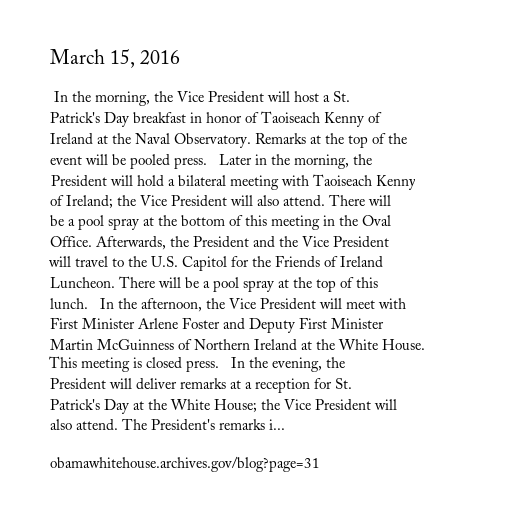 March 15, 2016
In the morning, the Vice President will host a St.
Patrick's Day breakfast in honor of Taoiseach Kenny of
Ireland at the Naval Observatory. Remarks at the top of the
event will be pooled press.   Later in the morning, the
President will hold a bilateral meeting with Taoiseach Kenny
of Ireland; the Vice President will also attend. There will
be a pool spray at the bottom of this meeting in the Oval
Office. Afterwards, the President and the Vice President
will travel to the U.S. Capitol for the Friends of Ireland
Luncheon. There will be a pool spray at the top of this
lunch.   In the afternoon, the Vice President will meet with
First Minister Arlene Foster and Deputy First Minister
Martin McGuinness of Northern Ireland at the White House.
This meeting is closed press.   In the evening, the
President will deliver remarks at a reception for St.
Patrick's Day at the White House; the Vice President will
also attend. The President's remarks i...
obamawhitehouse.archives.gov/blog?page=31